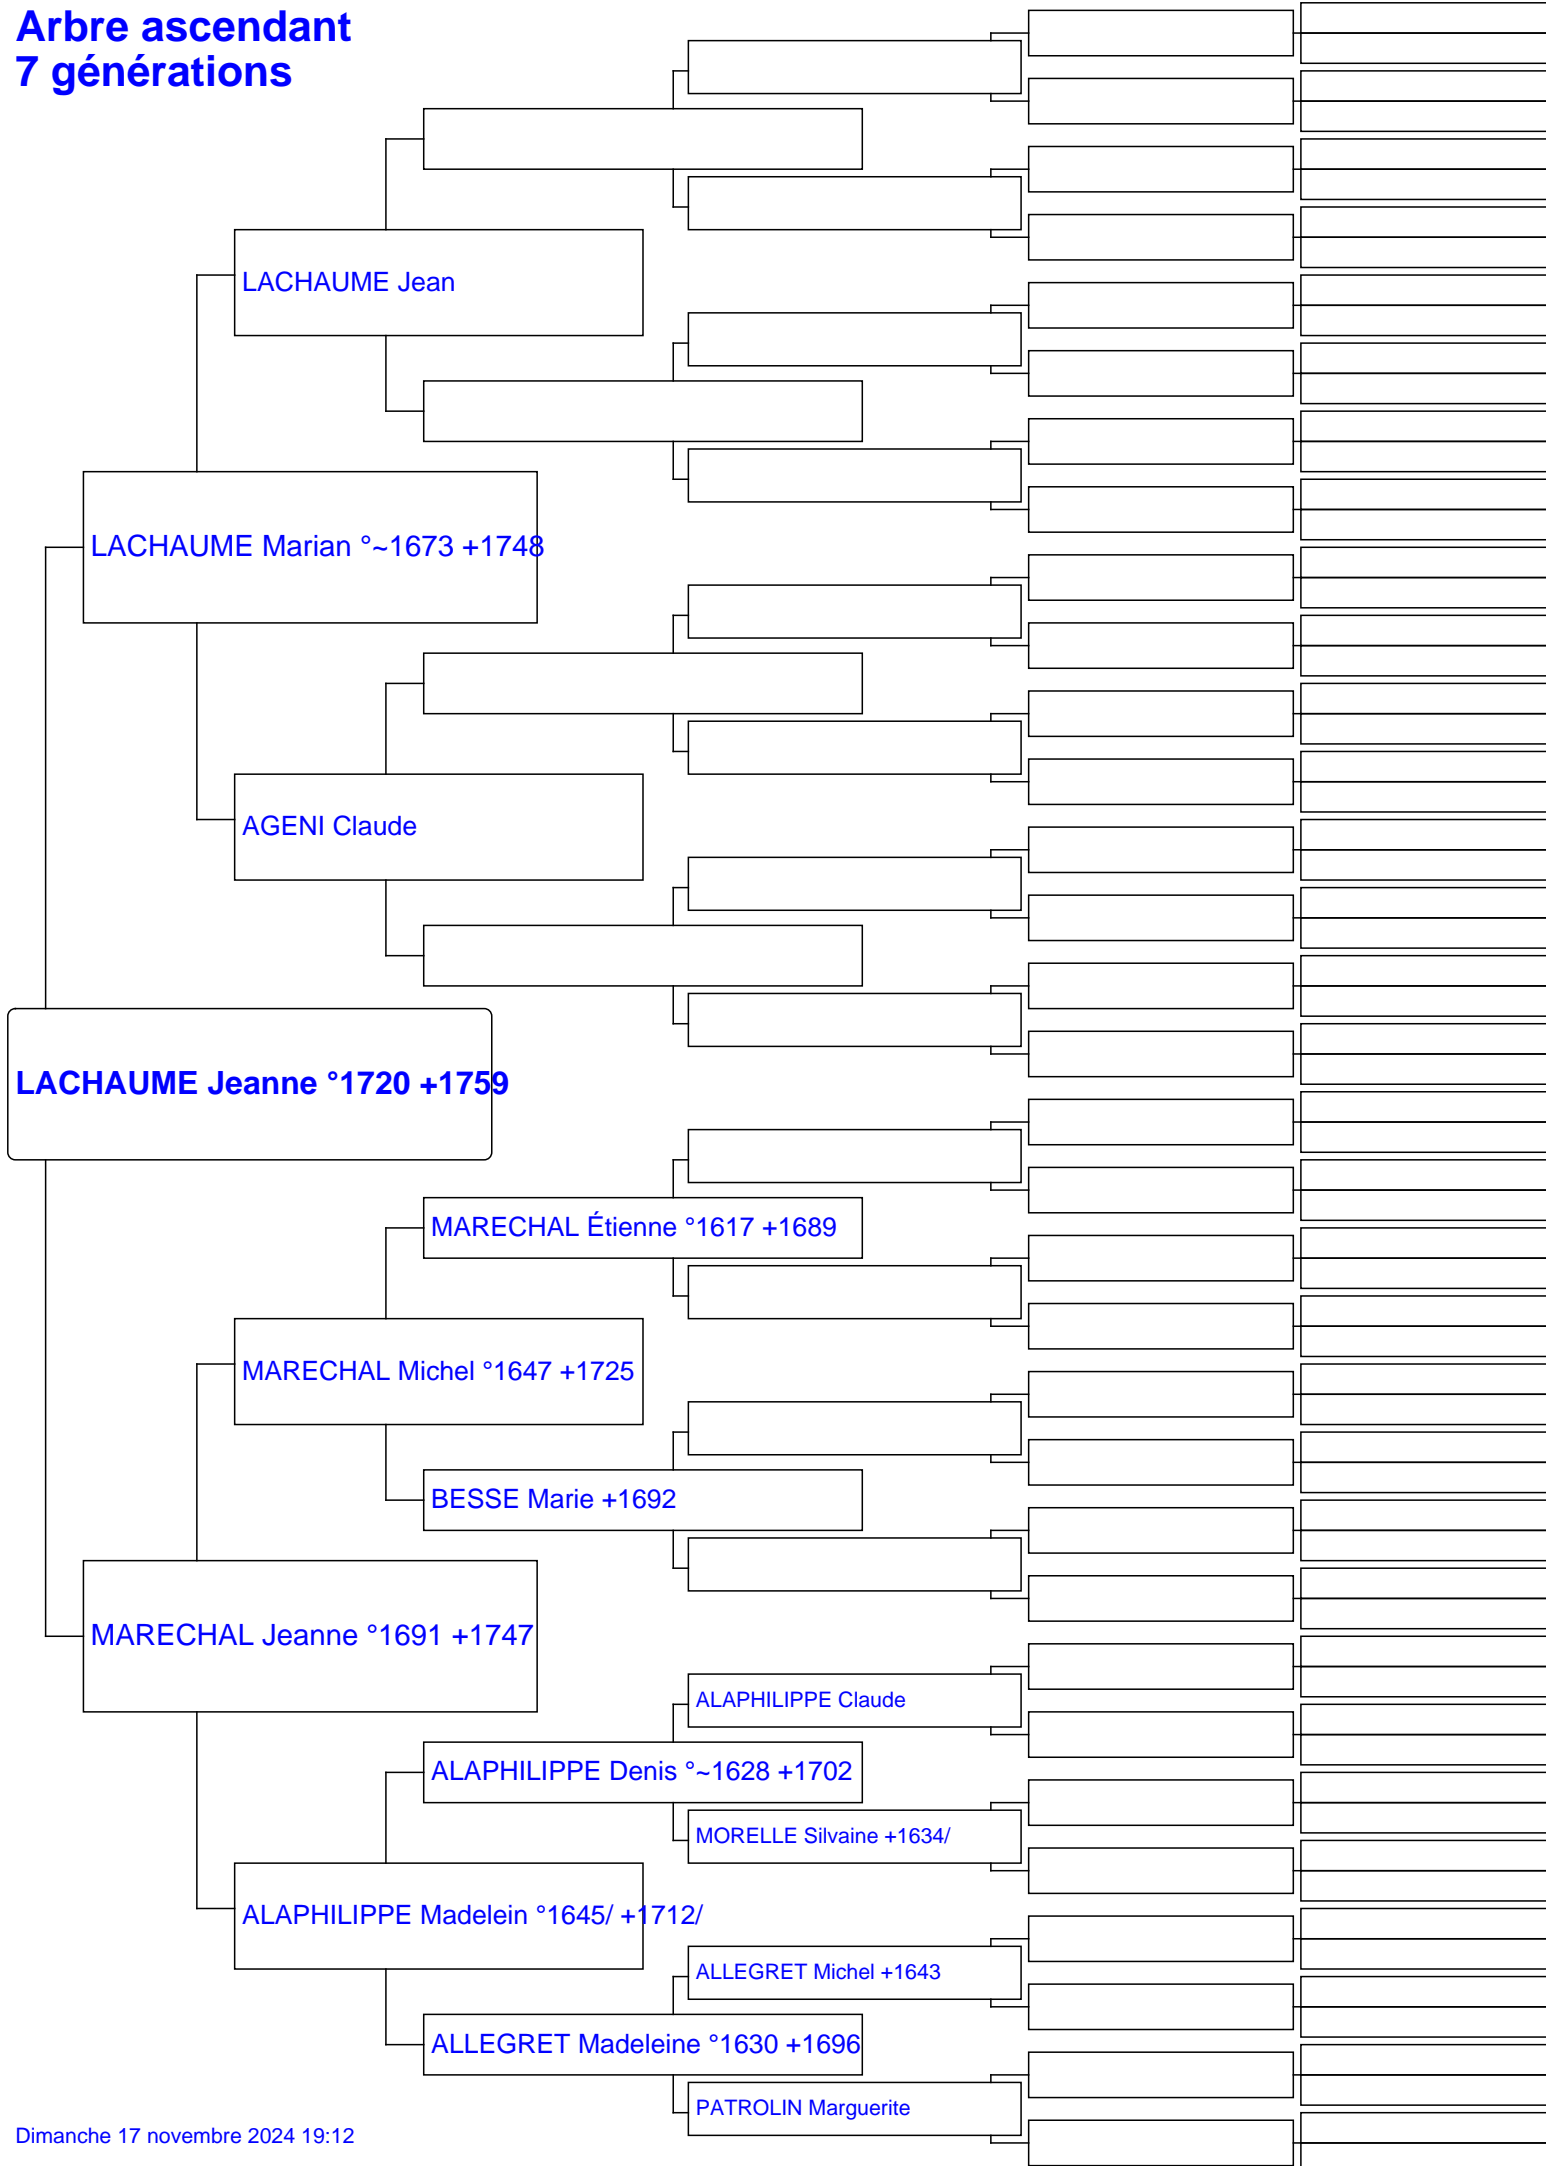 Arbre ascendant
7 générations
LACHAUME Jean
LACHAUME Marian °~1673 +1748
AGENI Claude
LACHAUME Jeanne °1720 +1759
MARECHAL Étienne °1617 +1689
MARECHAL Michel °1647 +1725
BESSE Marie +1692
MARECHAL Jeanne °1691 +1747
ALAPHILIPPE Claude
ALAPHILIPPE Denis °~1628 +1702
MORELLE Silvaine +1634/
ALAPHILIPPE Madelein °1645/ +1712/
ALLEGRET Michel +1643
ALLEGRET Madeleine °1630 +1696
PATROLIN Marguerite
Dimanche 17 novembre 2024 19:12